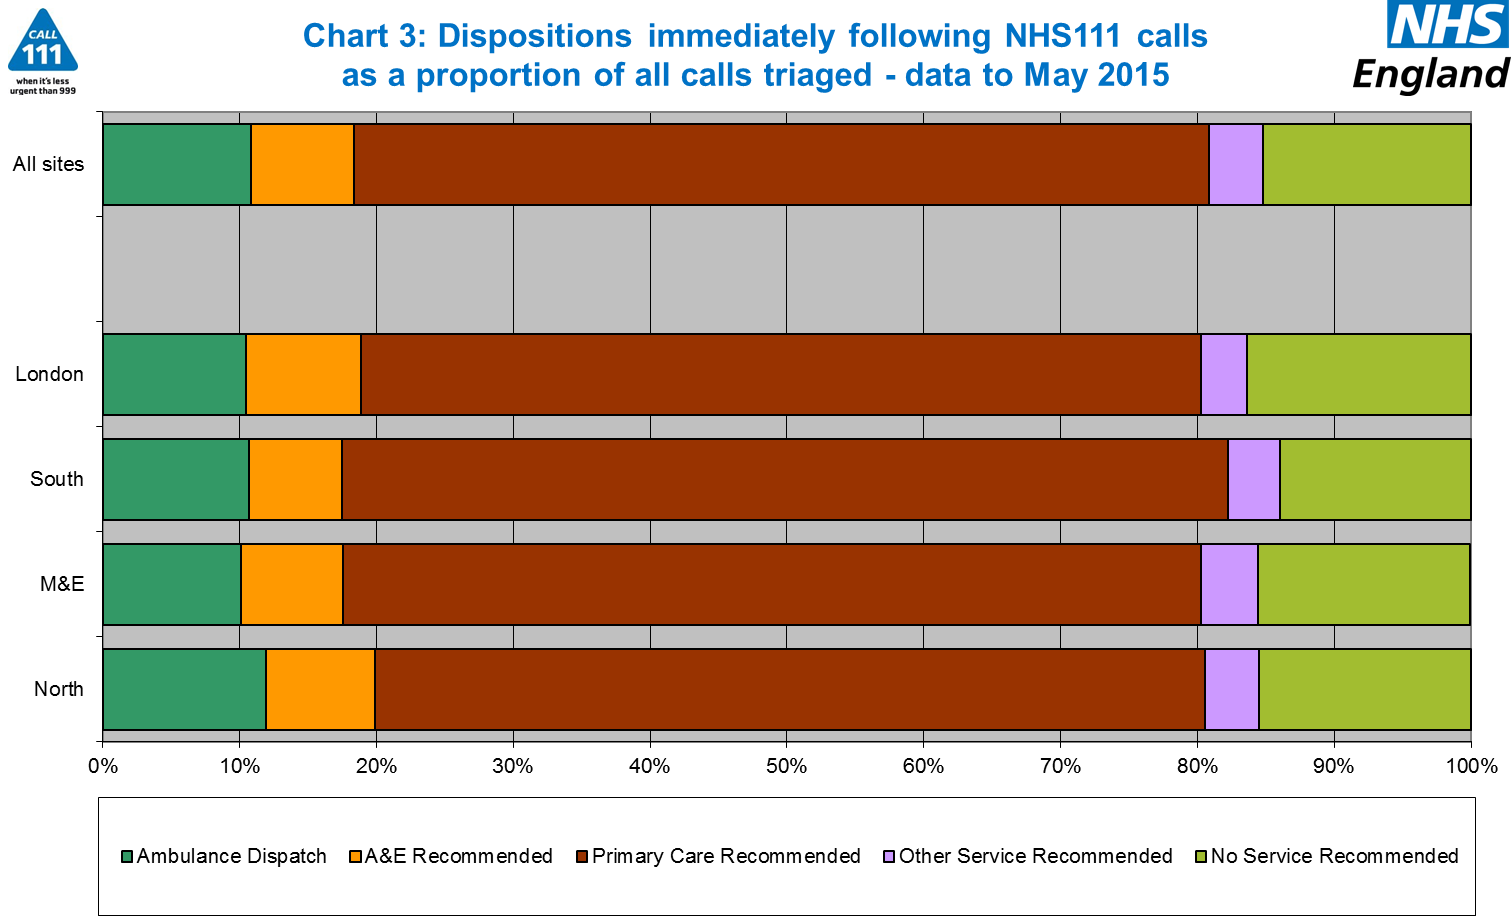 CALL
111
when it's less
urgent than 999
Chart 3: Dispositions immediately following NHS111 calls
as a proportion of all calls triaged - data to May 2015
NHS
England
All sites
London
South
M&E
North
0% 10% 20% 30% 40% 50% 60% 70% 80% 90% 100%
Ambulance Dispatch A&E Recommended Primary Care Recommended Other Service Recommended No Service Recommended